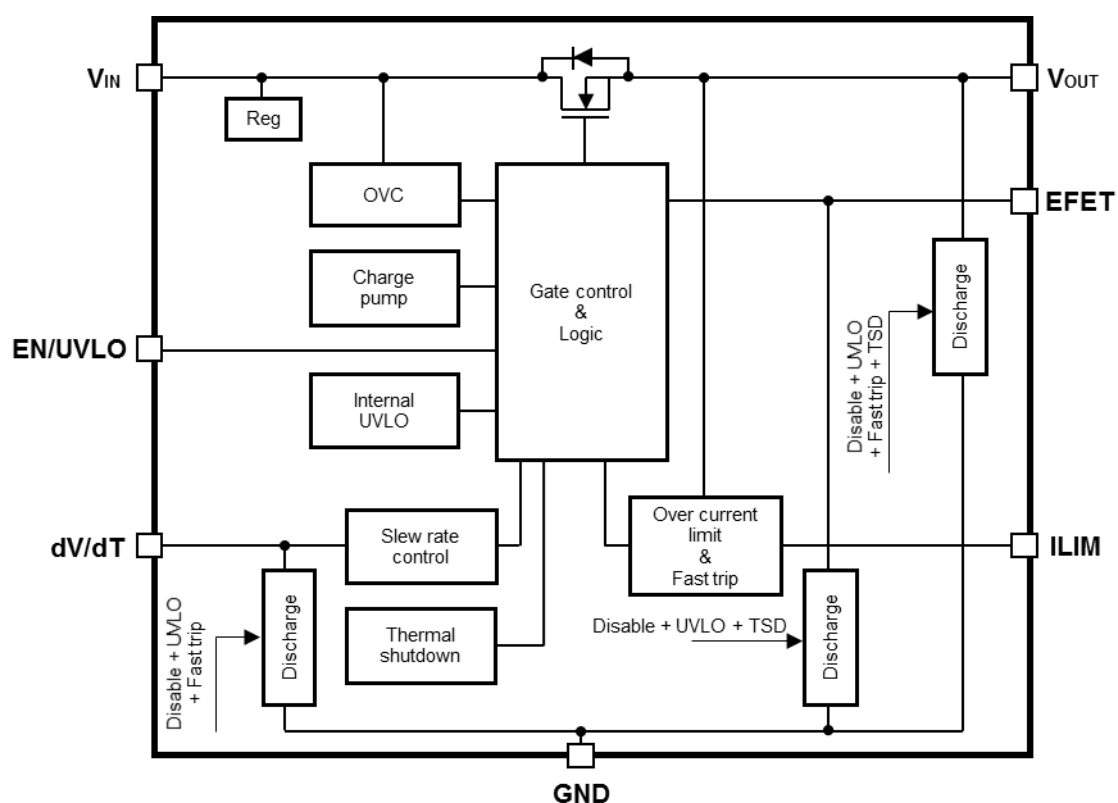 VIN
VOUT
Reg
OVC
EFET
Charge
pump
Gate control
&
Logic
Discharge
Disable + UVLO
+ Fast trip + TSD
EN/UVLO
Internal
UVLO
dV/dT
Slew rate
control
Over current
limit
&
Fast trip
ILIM
Discharge
Disable + UVLO
+ Fast trip
Thermal
shutdown
Disable + UVLO + TSD
Discharge
GND